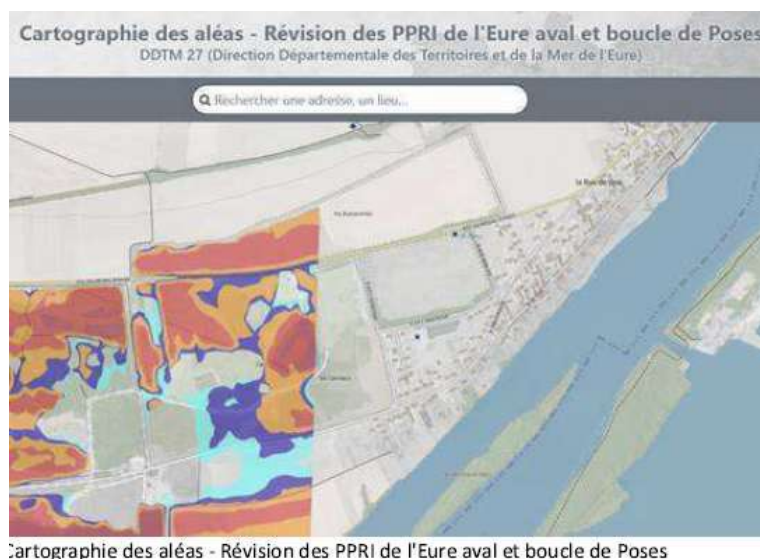 Cartographie des aléas - Révision des PPRI de l'Eure aval et boucle de Poses
DDTM 27 (Direction Départementale des Territoires et de la Mer de l'Eure)
Rechercher une adresse, un lieu...
la Rue de
Cartographie des aléas - Révision des PPRI de l'Eure aval et boucle de Poses